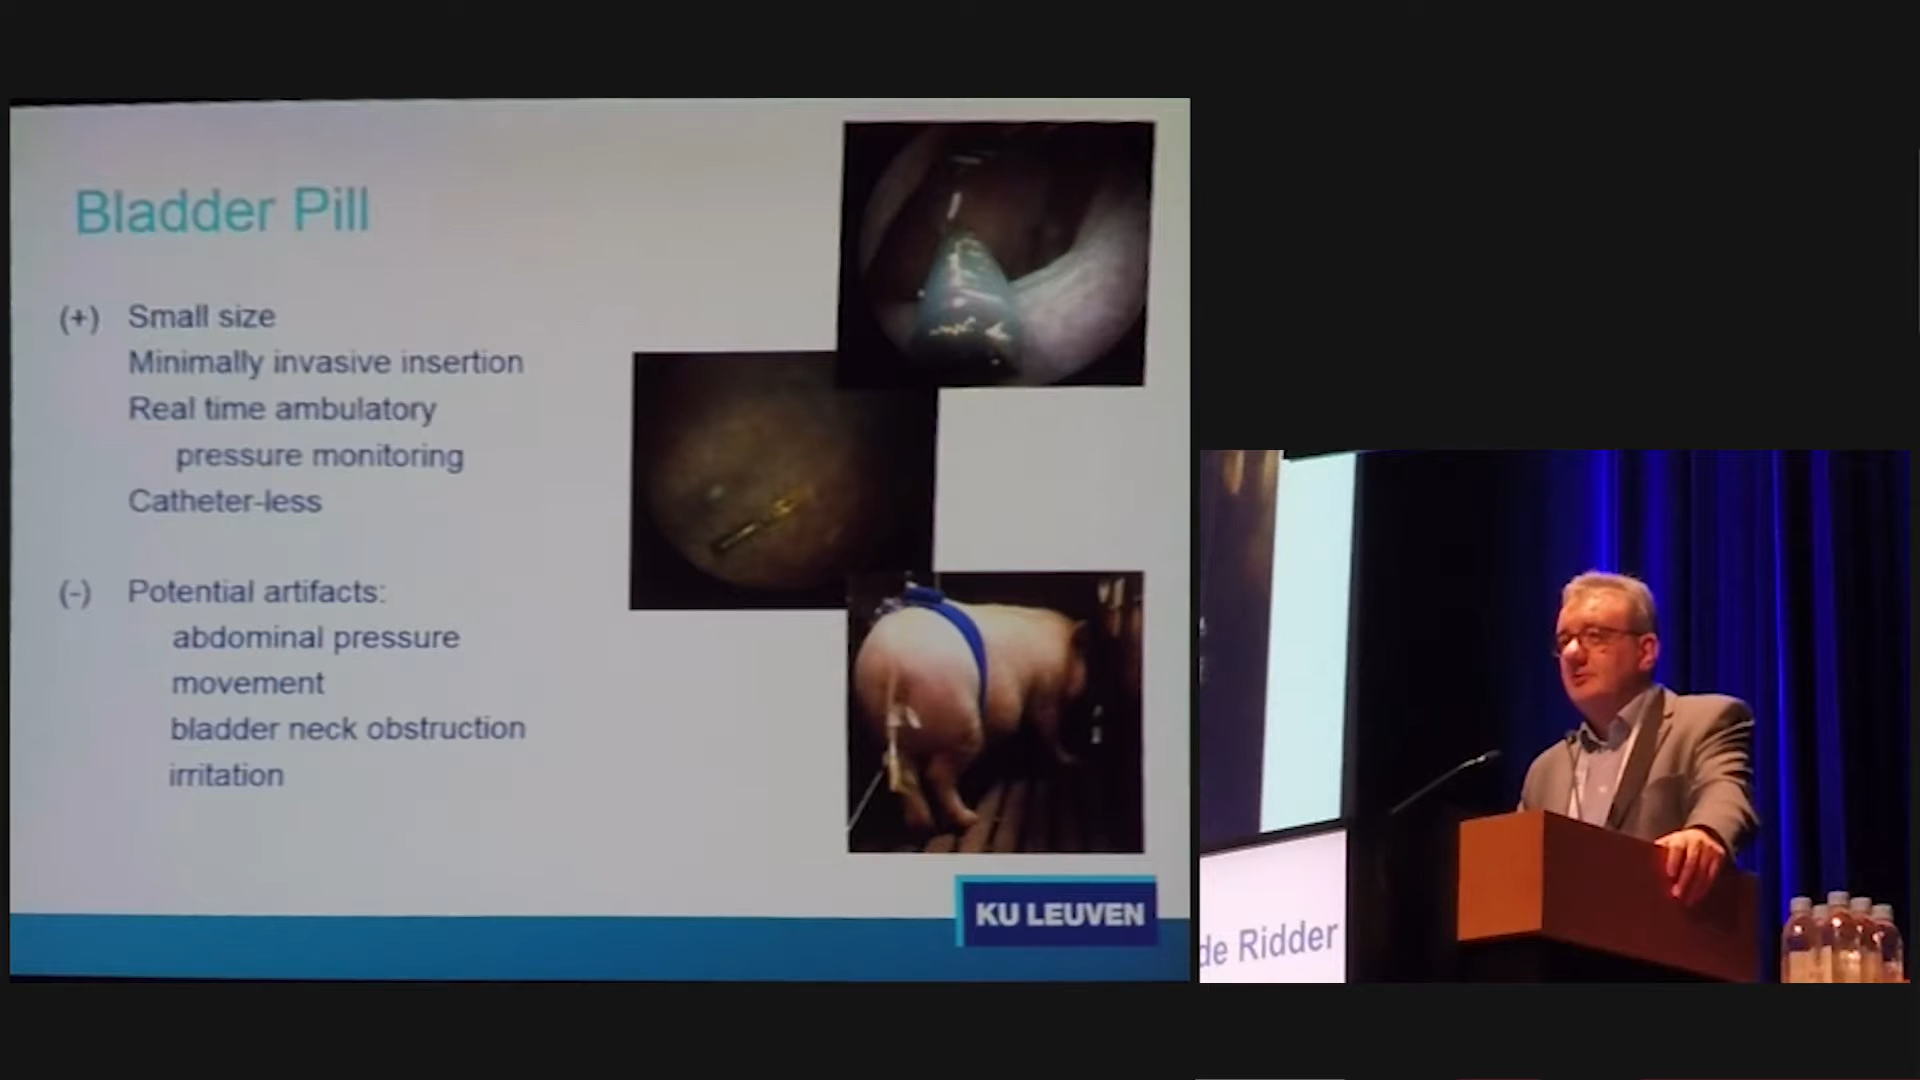 Bladder Pill
(+) Small size
Minimally invasive insertion
Real time ambulatory
pressure monitoring
Catheter-less
(-) Potential artifacts:
abdominal pressure
movement
bladder neck obstruction
irritation
KU LEUVEN
de Ridder